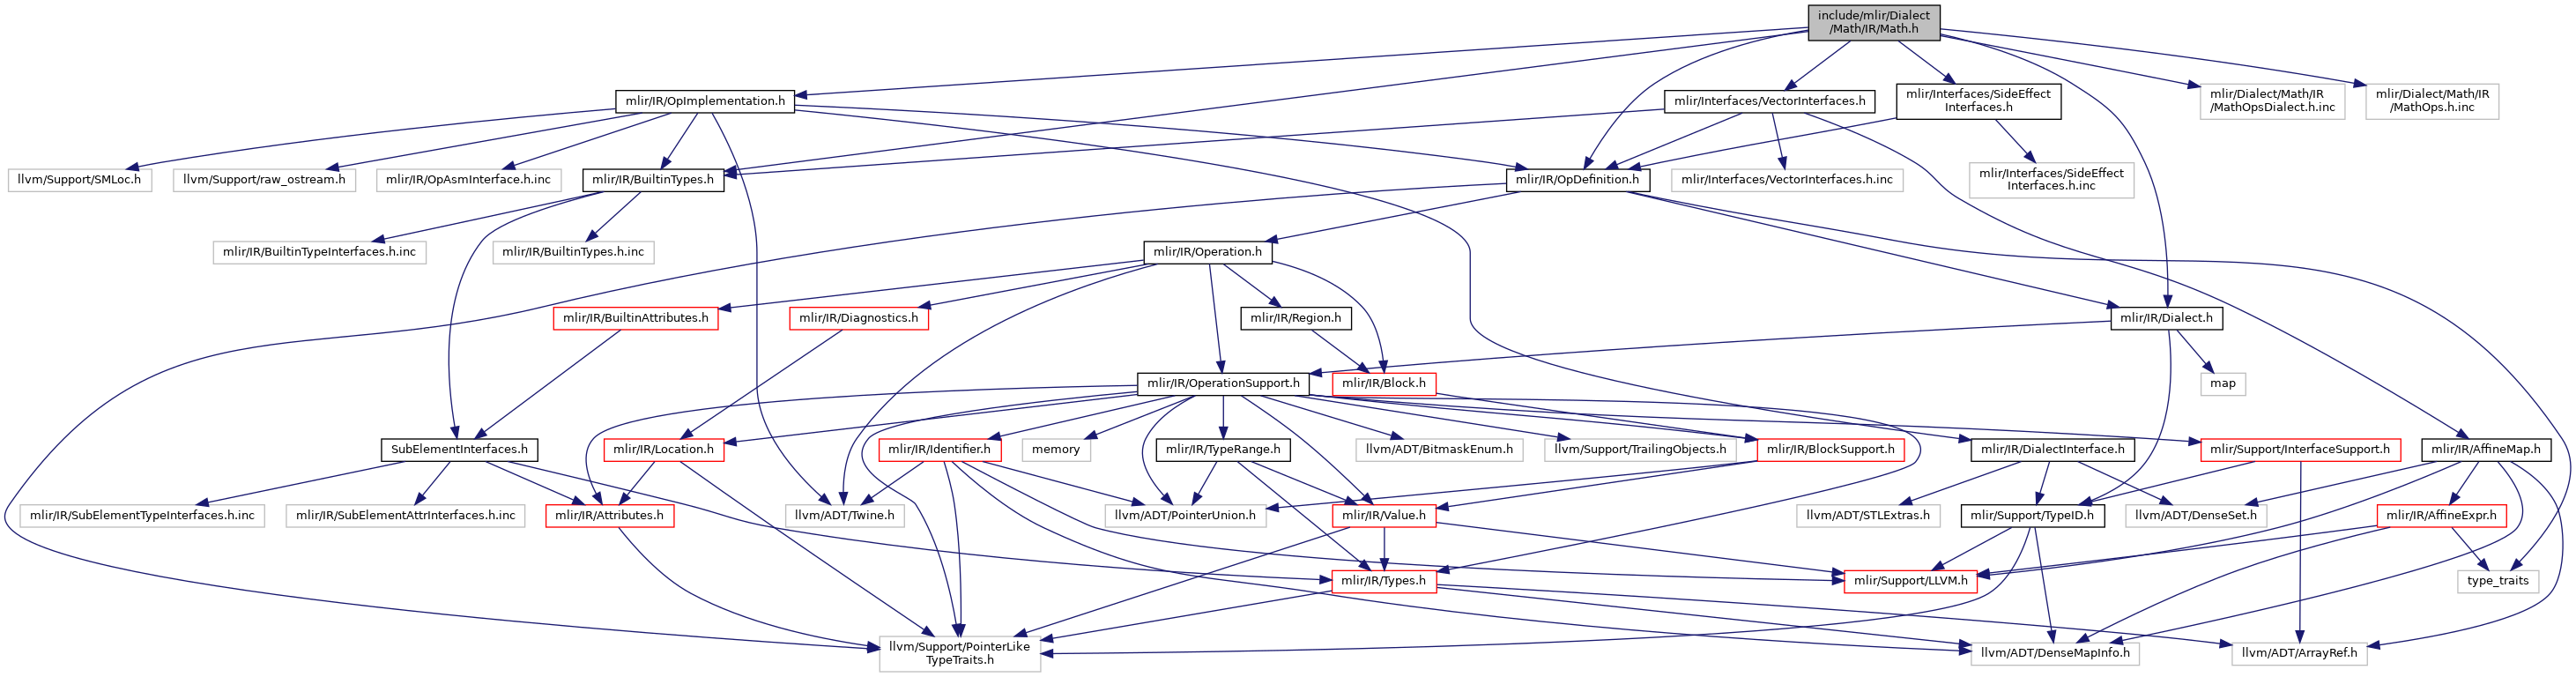 include/mlir/Dialect
/Math/IR/Math.h
mlir/IR/OpImplementation.h
mlir/Interfaces/VectorInterfaces.h
mlir/Interfaces/SideEffect
Interfaces.h
mlir/Dialect/Math/IR
/MathOpsDialect.h.inc
mlir/Dialect/Math/IR
/MathOps.h.inc
llvm/Support/SMLoc.h
llvm/Support/raw_ostream.h
mlir/IR/OpAsmInterface.h.inc
mlir/IR/BuiltinTypes.h
mlir/IR/OpDefinition.h
mlir/Interfaces/VectorInterfaces.h.inc
mlir/Interfaces/SideEffect
Interfaces.h.inc
mlir/IR/BuiltinTypeInterfaces.h.inc
mlir/IR/BuiltinTypes.h.inc
mlir/IR/Operation.h
mlir/IR/BuiltinAttributes.h
mlir/IR/Diagnostics.h
mlir/IR/Region.h
mlir/IR/Dialect.h
mlir/IR/OperationSupport.h
mlir/IR/Block.h
map
SubElementInterfaces.h
mlir/IR/Location.h
mlir/IR/Identifier.h
memory
mlir/IR/TypeRange.h
llvm/ADT/BitmaskEnum.h
llvm/Support/TrailingObjects.h
mlir/IR/BlockSupport.h
mlir/IR/DialectInterface.h
mlir/Support/InterfaceSupport.h
mlir/IR/AffineMap.h
mlir/IR/SubElementTypeInterfaces.h.inc
mlir/IR/SubElementAttrInterfaces.h.inc
mlir/IR/Attributes.h
llvm/ADT/Twine.h
llvm/ADT/PointerUnion.h
mlir/IR/Value.h
llvm/ADT/STLExtras.h
mlir/Support/TypeID.h
llvm/ADT/DenseSet.h
mlir/IR/AffineExpr.h
mlir/IR/Types.h
mlir/Support/LLVM.h
type_traits
llvm/Support/PointerLike
TypeTraits.h
llvm/ADT/DenseMapInfo.h
llvm/ADT/ArrayRef.h